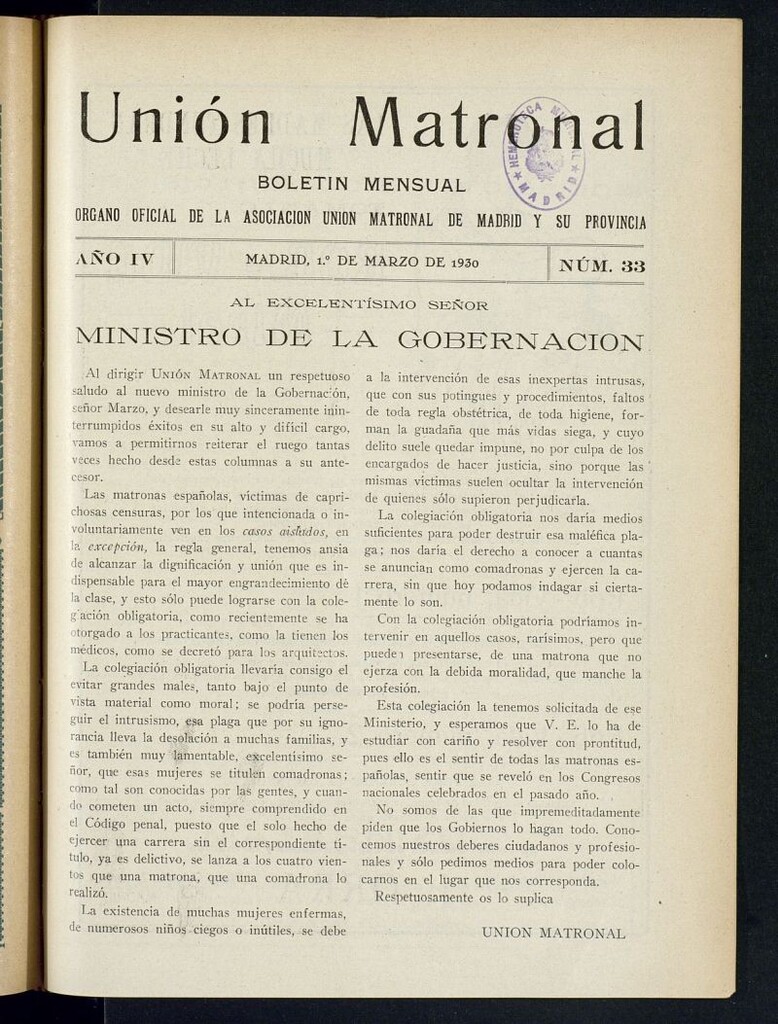 Unión Matronal
HEMEROTECA MUNICIPAL
MADRID
BOLETIN MENSUAL
ORGANO OFICIAL DE LA ASOCIACION UNION MATRONAL DE MADRID Y SU PROVINCIA
AÑO IV
MADRID, 1.º DE MARZO DE 1930
NÚM. 33
AL EXCELENTÍSIMO SEÑOR
MINISTRO DE LA GOBERNACION
Al dirigir UNIÓN MATRONAL un respetuoso
saludo al nuevo ministro de la Gobernación,
señor Marzo, y desearle muy sinceramente inin-
terrumpidos éxitos en su alto y difícil cargo,
vamos a permitirnos reiterar el ruego tantas
veces hecho desde estas columnas a su ante-
cesor.
Las matronas españolas, víctimas de capri-
chosas censuras, por los que intencionada o in-
voluntariamente ven en los casos aislados, en
la excepción, la regla general, tenemos ansia
de alcanzar la dignificación y unión que es in-
dispensable para el mayor engrandecimiento de
la clase, y esto sólo puede lograrse con la cole-
giación obligatoria, como recientemente se ha
otorgado a los practicantes, como la tienen los
médicos, como se decretó para los arquitectos.
La colegiación obligatoria llevaría consigo el
evitar grandes males, tanto bajo el punto de
vista material como moral; se podría perse-
guir el intrusismo, esa plaga que por su igno-
rancia lleva la desolación a muchas familias, y
es también muy lamentable, excelentísimo se-
ñor, que esas mujeres se titulen comadronas;
como tal son conocidas por las gentes, y cuan-
do cometen un acto, siempre comprendido en
el Código penal, puesto que el solo hecho de
ejercer una carrera sin el correspondiente tí-
tulo, ya es delictivo, se lanza a los cuatro vien-
tos que una matrona, que una comadrona lo
realizó.
La existencia de muchas mujeres enfermas,
de numerosos niños ciegos o inútiles, se debe
a la intervención de esas inexpertas intrusas,
que con sus potingues y procedimientos, faltos
de toda regla obstétrica, de toda higiene, for-
man la guadaña que más vidas siega, y cuyo
delito suele quedar impune, no por culpa de los
encargados de hacer justicia, sino porque las
mismas víctimas suelen ocultar la intervención
de quienes sólo supieron perjudicarla.
La colegiación obligatoria nos daría medios
suficientes para poder destruir esa maléfica pla-
ga; nos daría el derecho a conocer a cuantas
se anuncian como comadronas y ejercen la ca-
rrera, sin que hoy podamos indagar si cierta-
mente lo son.
Con la colegiación obligatoria podríamos in-
tervenir en aquellos casos, rarísimos, pero que
pueden presentarse, de una matrona que no
ejerza con la debida moralidad, que manche la
profesión.
Esta colegiación la tenemos solicitada de ese
Ministerio, y esperamos que V. E. lo ha de
estudiar con cariño y resolver con prontitud,
pues ello es el sentir de todas las matronas es-
pañolas, sentir que se reveló en los Congresos
nacionales celebrados en el pasado año.
No somos de las que impremeditadamente
piden que los Gobiernos lo hagan todo. Cono-
cemos nuestros deberes ciudadanos y profesio-
nales y sólo pedimos medios para poder colo-
carnos en el lugar que nos corresponda.
Respetuosamente os lo suplica
UNION MATRONAL